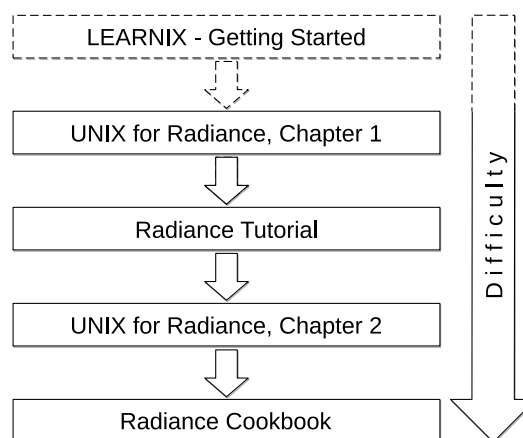 LEARNIX - Getting Started
UNIX for Radiance, Chapter 1
Radiance Tutorial
UNIX for Radiance, Chapter 2
Radiance Cookbook
Difficulty